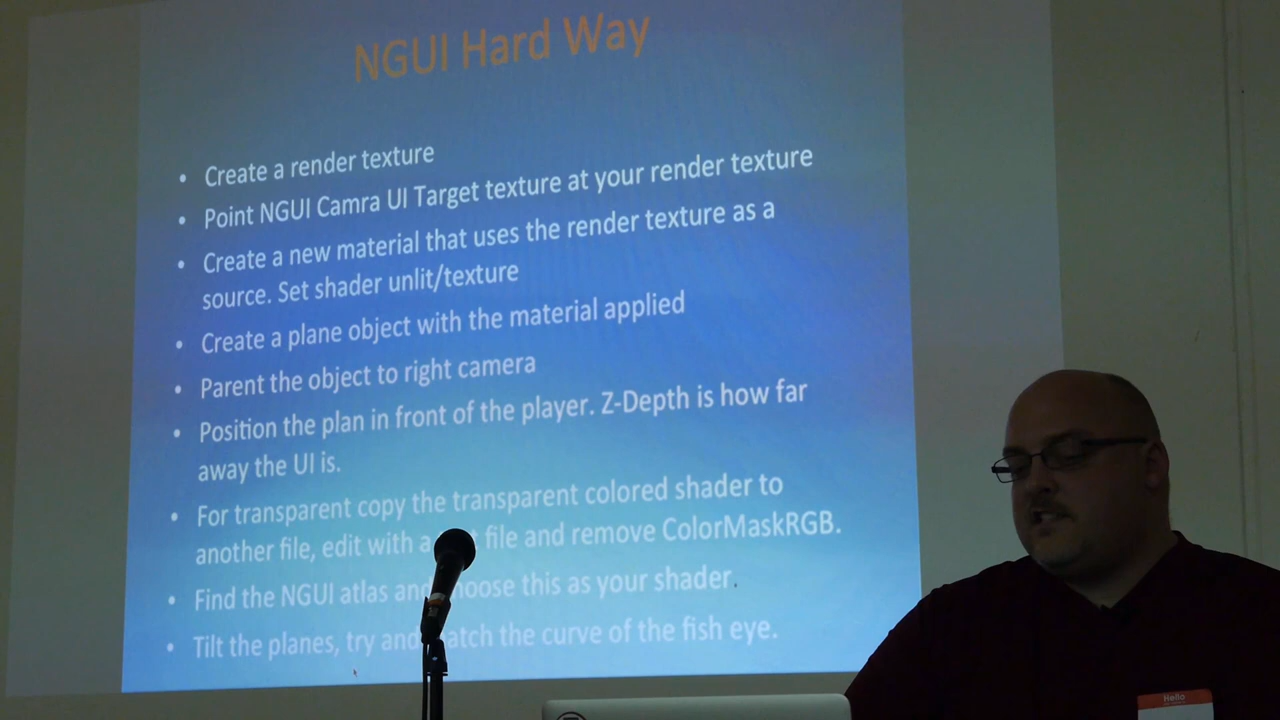 NGUI Hard Way
• Create a render texture
• Point NGUI Camra UI Target texture at your render texture
• Create a new material that uses the render texture as a
source. Set shader unlit/texture
• Create a plane object with the material applied
• Parent the object to right camera
• Position the plan in front of the player. Z-Depth is how far
away the UI is.
• For transparent copy the transparent colored shader to
another file, edit with a file and remove ColorMaskRGB.
• Find the NGUI atlas and choose this as your shader.
• Tilt the planes, try and match the curve of the fish eye.
Hello